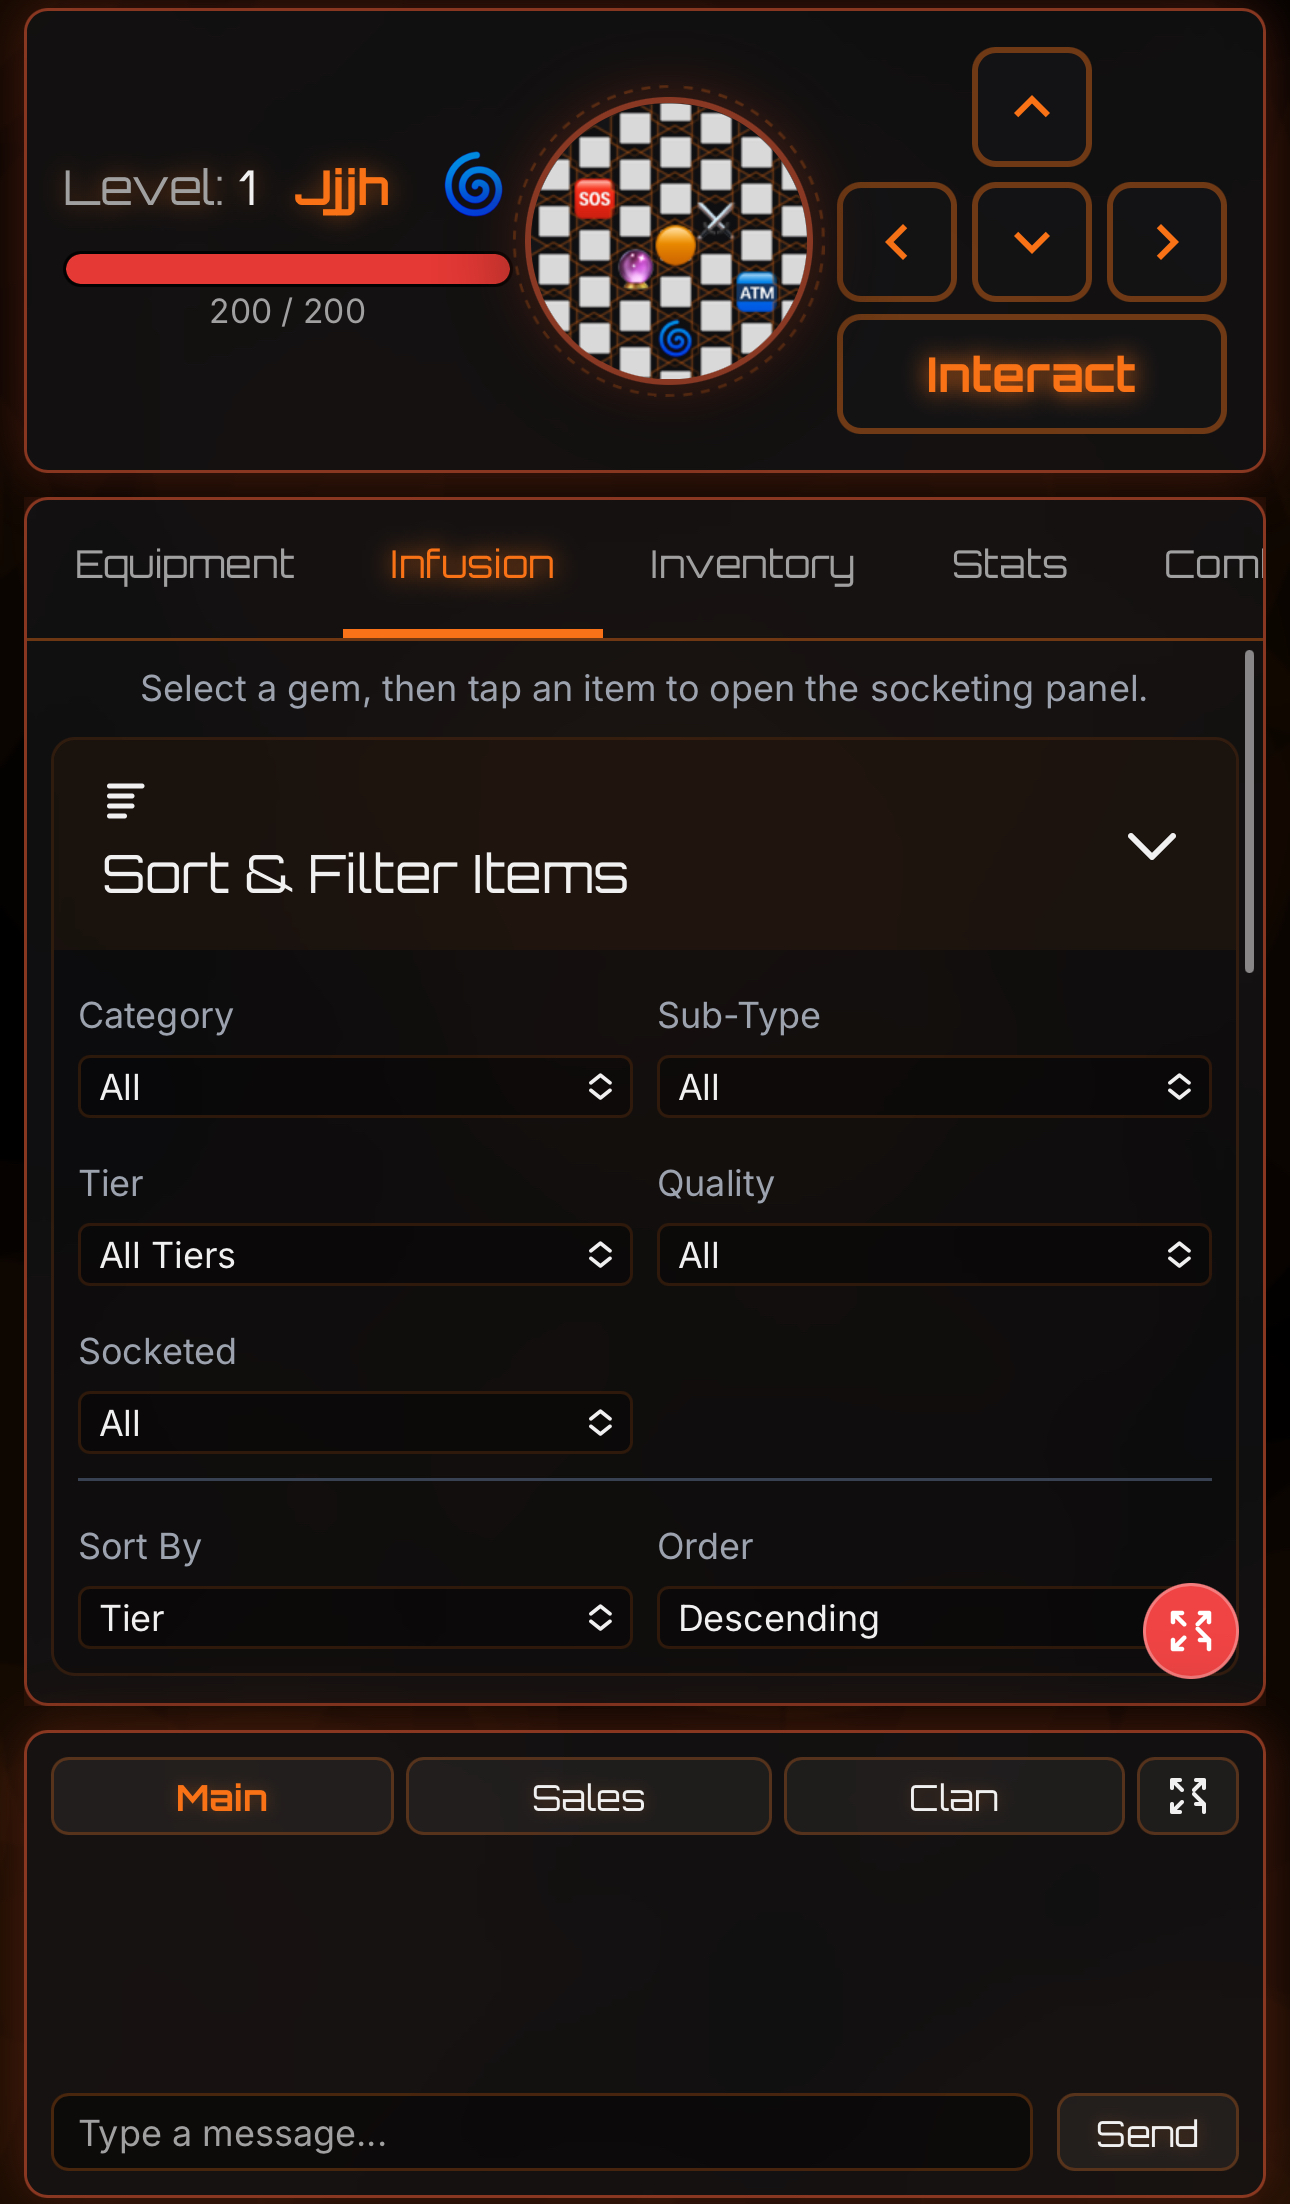 Level: 1 Jjjh
200 / 200
SOS
ATM
Interact
Equipment Infusion Inventory Stats Com
Select a gem, then tap an item to open the socketing panel.
Sort & Filter Items
Category Sub-Type
All All
Tier Quality
All Tiers All
Socketed
All
Sort By Order
Tier Descending
Main Sales Clan
Type a message... Send